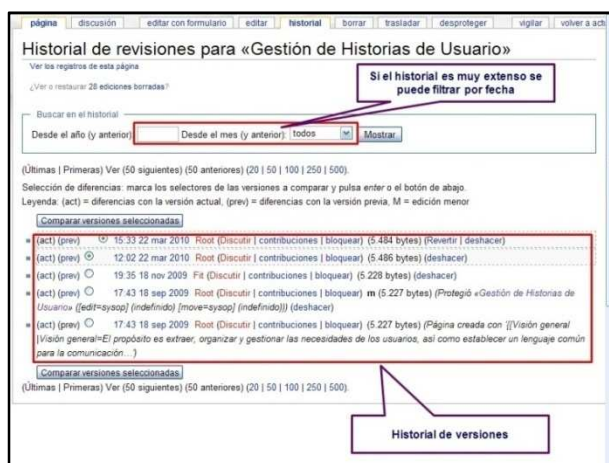 página discusión editar con formulario editar historial borrar trasladar desproteger vigilar volver a act
Historial de revisiones para «Gestión de Historias de Usuario»
Ver los registros de esta página
Si el historial es muy extenso se
puede filtrar por fecha
¿Ver o restaurar 28 ediciones borradas?
Buscar en el historial
Desde el año (y anterior): Desde el mes (y anterior): todos Mostrar
(Últimas | Primeras) Ver (50 siguientes) (50 anteriores) (20 | 50 | 100 | 250 | 500).
Selección de diferencias: marca los selectores de las versiones a comparar y pulsa enter o el botón de abajo.
Leyenda: (act) = diferencias con la versión actual, (prev) = diferencias con la versión previa, M = edición menor
Comparar versiones seleccionadas
(act) (prev) 15:33 22 mar 2010 Root (Discutir | contribuciones | bloquear) (5.484 bytes) (Revertir | deshacer)
(act) (prev) 12:02 22 mar 2010 Root (Discutir | contribuciones | bloquear) (5.486 bytes) (deshacer)
(act) (prev) 19:35 18 nov 2009 Fit (Discutir | contribuciones | bloquear) (5.228 bytes) (deshacer)
(act) (prev) 17:43 18 sep 2009 Root (Discutir | contribuciones | bloquear) m (5.227 bytes) (Protegió «Gestión de Historias de
Usuario» ([edit=sysop] (indefinido) [move=sysop] (indefinido))) (deshacer)
(act) (prev) 17:43 18 sep 2009 Root (Discutir | contribuciones | bloquear) (5.227 bytes) (Página creada con '{{Visión general
|Visión general=El propósito es extraer, organizar y gestionar las necesidades de los usuarios, así como establecer un lenguaje común
para la comunicación...')
Comparar versiones seleccionadas
(Últimas | Primeras) Ver (50 siguientes) (50 anteriores) (20 | 50 | 100 | 250 | 500).
Historial de versiones